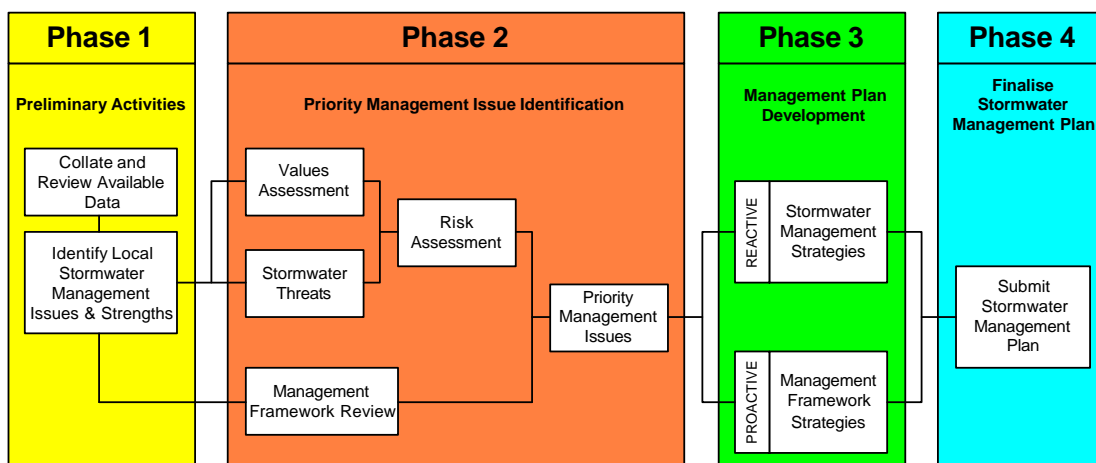 Phase 1
Preliminary Activities
Collate and
Review Available
Data
Identify Local
Stormwater
Management
Issues & Strengths
Phase 2
Priority Management Issue Identification
Values
Assessment
Stormwater
Threats
Risk
Assessment
Management
Framework Review
Priority
Management
Issues
Phase 3
Management Plan
Development
REACTIVE
Stormwater
Management
Strategies
PROACTIVE
Management
Framework
Strategies
Phase 4
Finalise
Stormwater
Management Plan
Submit
Stormwater
Management
Plan